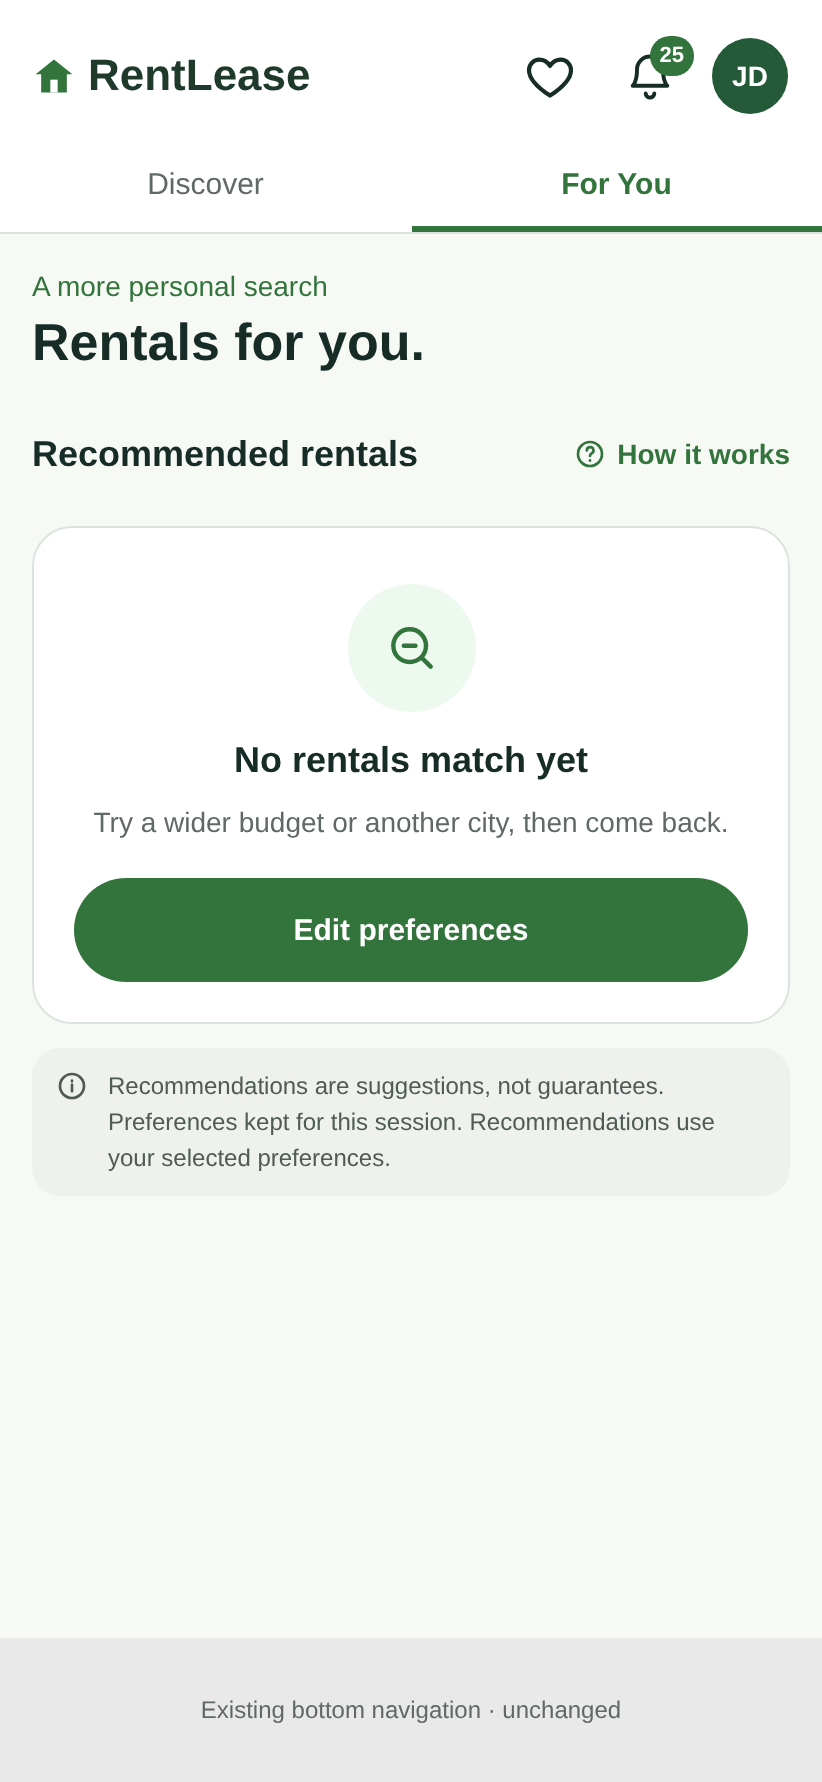 RentLease
25
JD
Discover
For You
A more personal search
Rentals for you.
Recommended rentals
How it works
No rentals match yet
Try a wider budget or another city, then come back.
Edit preferences
Recommendations are suggestions, not guarantees.
Preferences kept for this session. Recommendations use
your selected preferences.
Existing bottom navigation · unchanged